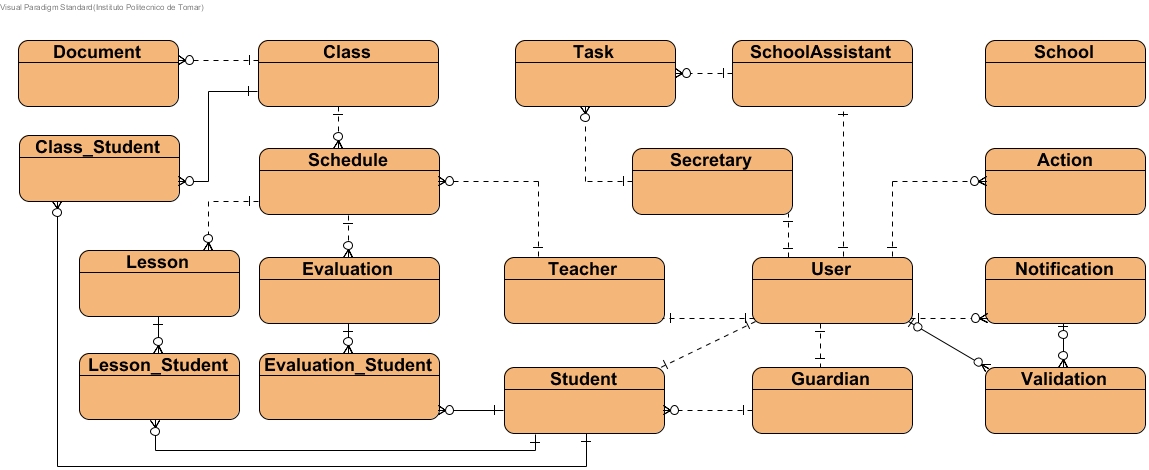 Visual Paradigm Standard(Instituto Politecnico de Tomar)
Document
Class
Task
SchoolAssistant
School
Class_Student
Schedule
Secretary
Action
Lesson
Evaluation
Teacher
User
Notification
Lesson_Student
Evaluation_Student
Student
Guardian
Validation